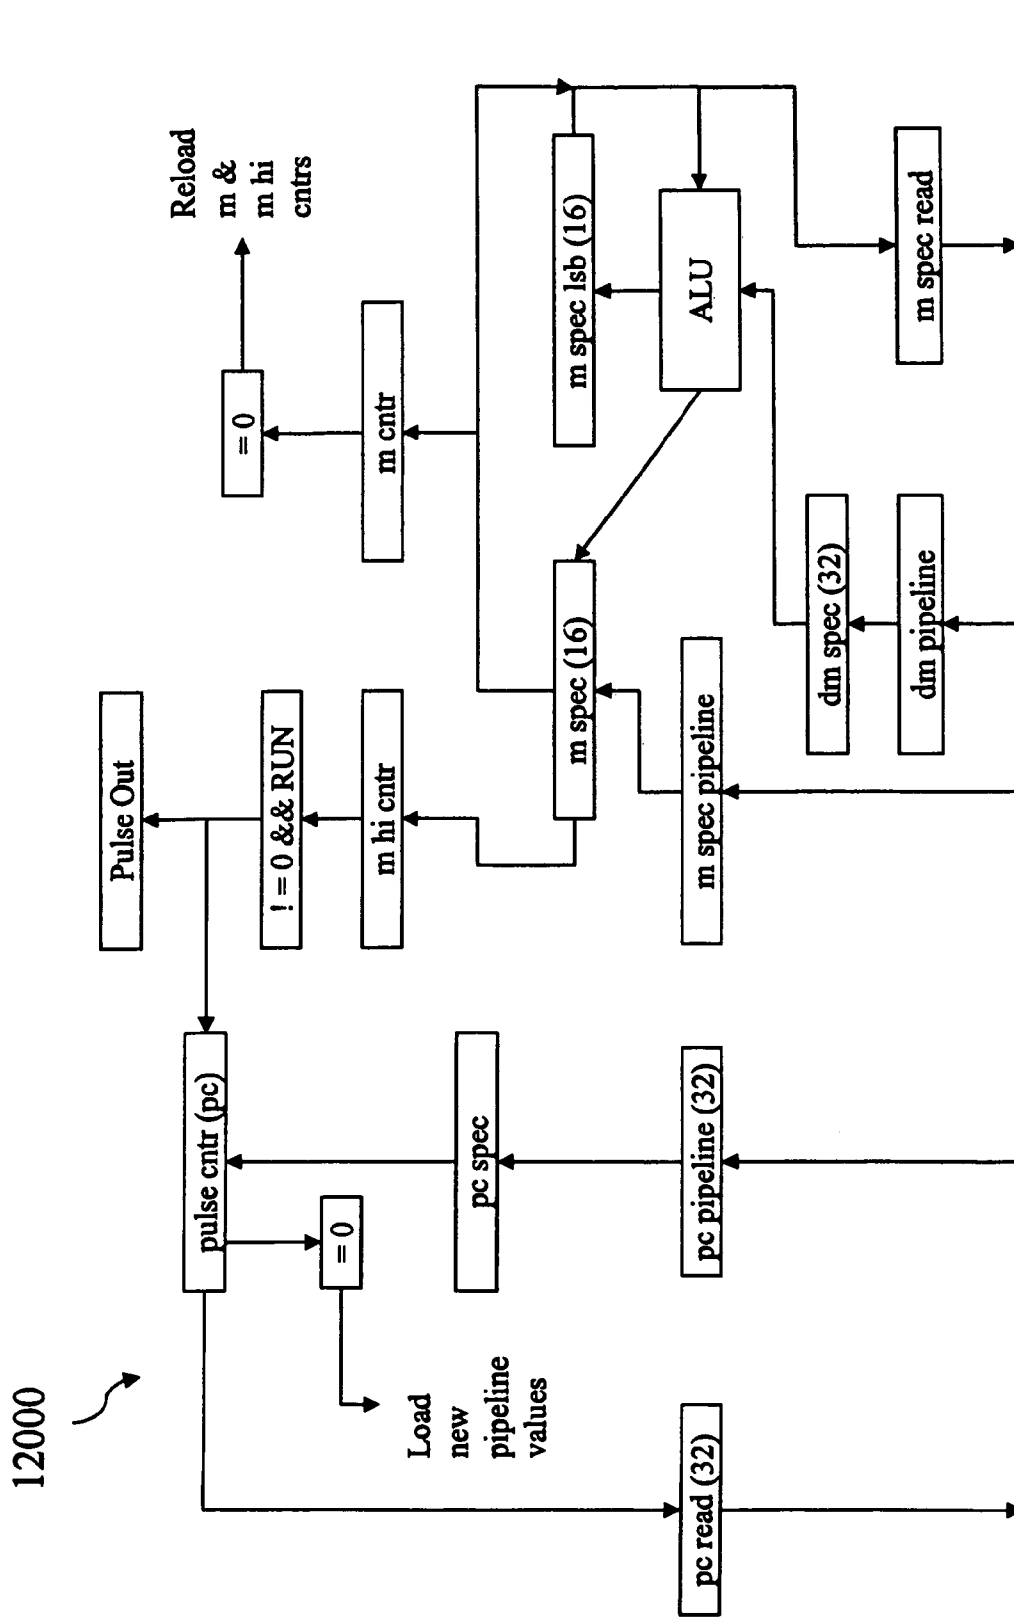 12000
Pulse Out
Reload
m &
m hi
cntrs
pulse cntr (pc)
! = 0 && RUN
= 0
= 0
m hi cntr
m cntr
Load
new
pipeline
values
pc spec
m spec (16)
m spec lsb (16)
pc read (32)
pc pipeline (32)
m spec pipeline
ALU
dm spec (32)
dm pipeline
m spec read